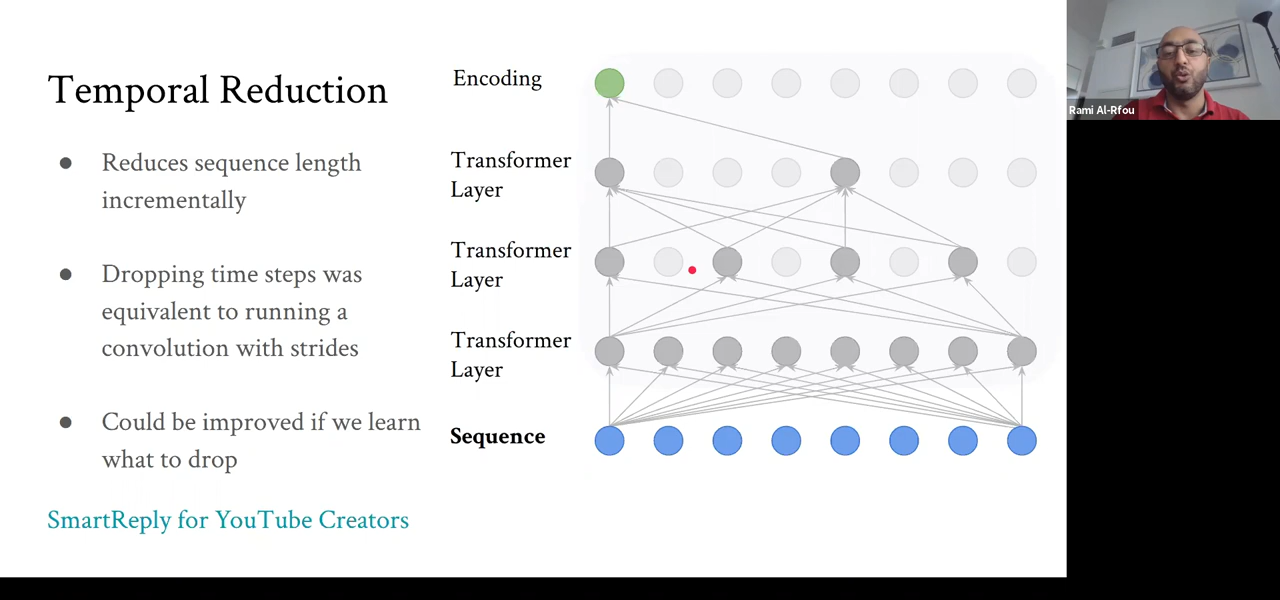 Temporal Reduction
● Reduces sequence length
incrementally
● Dropping time steps was
equivalent to running a
convolution with strides
● Could be improved if we learn
what to drop
SmartReply for YouTube Creators
Encoding
Transformer
Layer
Transformer
Layer
Transformer
Layer
Sequence
Rami Al-Rfou